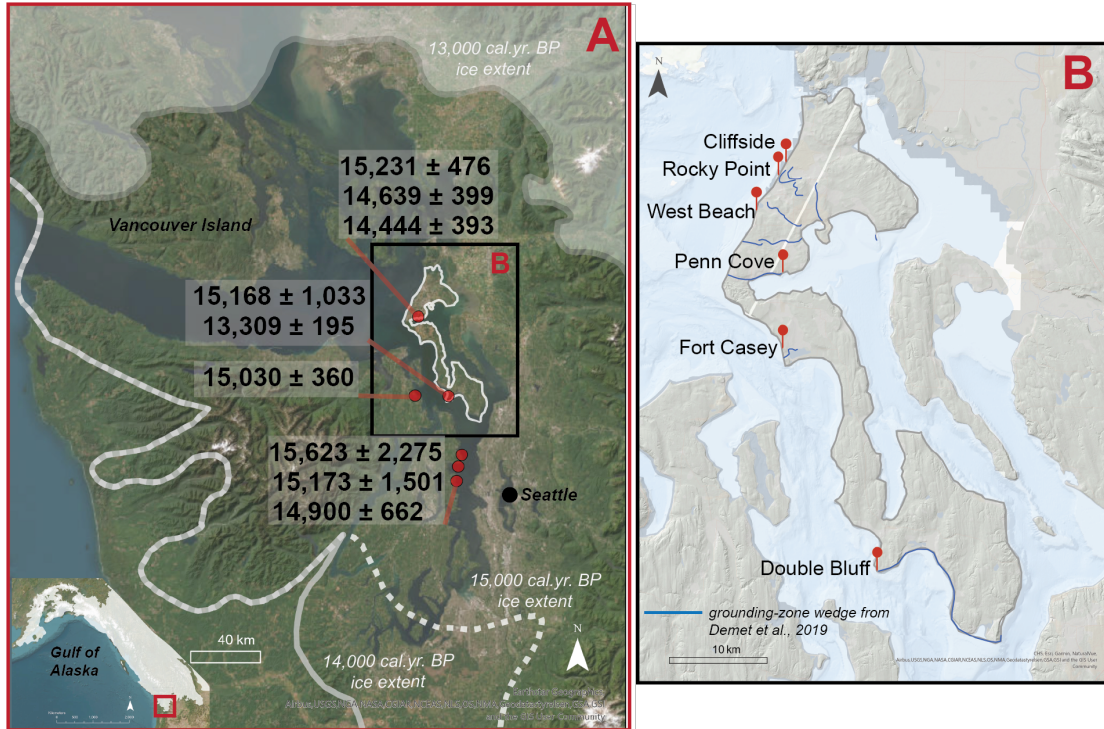 A
13,000 cal.yr. BP
ice extent
15,231 ± 476
14,639 ± 399
14,444 ± 393
Vancouver Island
B
15,168 ± 1,033
13,309 ± 195
15,030 ± 360
15,623 ± 2,275
15,173 ± 1,501
14,900 ± 662
Seattle
15,000 cal.yr. BP
ice extent
40 km
N
Gulf of
Alaska
14,000 cal.yr. BP
ice extent
Earthstar Geographics
B
N
Cliffside
Rocky Point
West Beach
Penn Cove
Fort Casey
Double Bluff
grounding-zone wedge from
Demet et al., 2019
10 km
Community